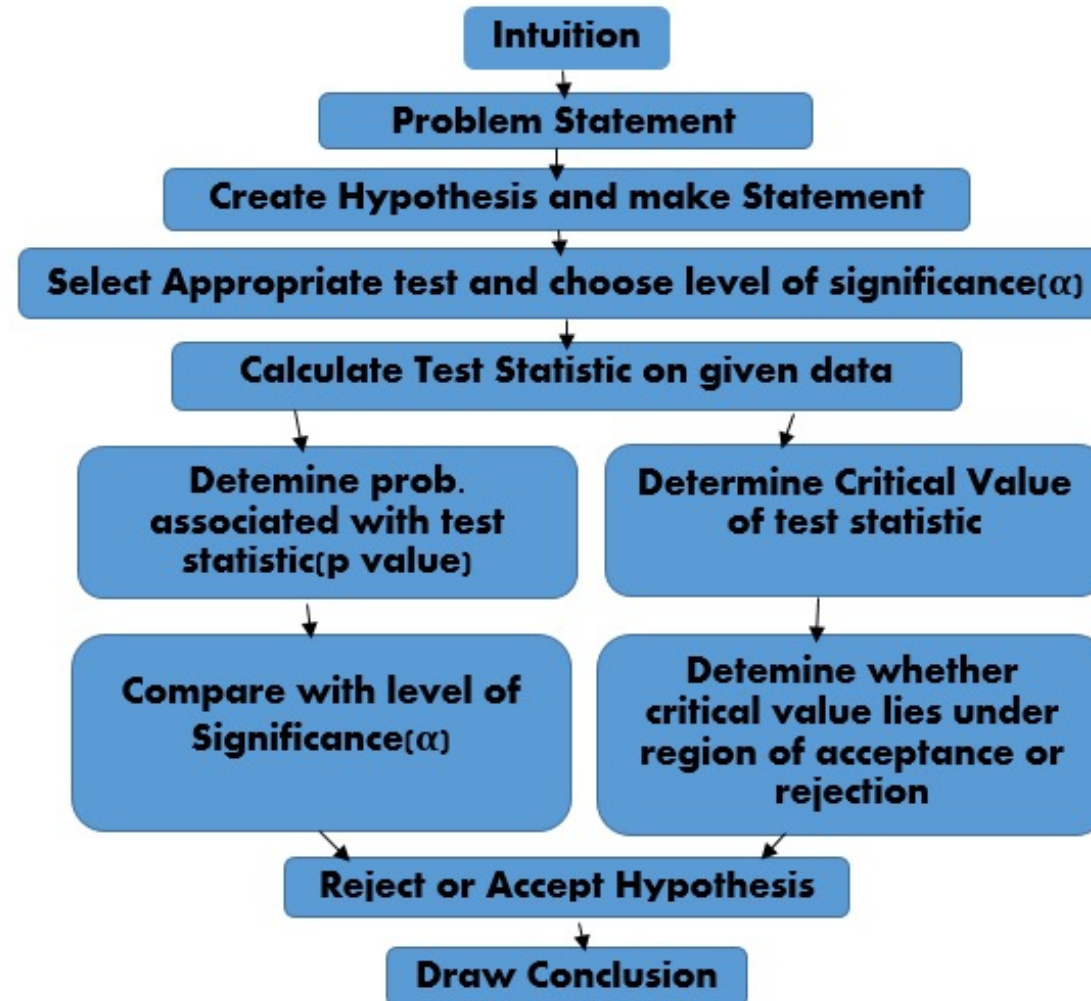 Intuition
Problem Statement
Create Hypothesis and make Statement
Select Appropriate test and choose level of significance(α)
Calculate Test Statistic on given data
Detemine prob.
associated with test
statistic(p value)
Determine Critical Value
of test statistic
Compare with level of
Significance(α)
Detemine whether
critical value lies under
region of acceptance or
rejection
Reject or Accept Hypothesis
Draw Conclusion